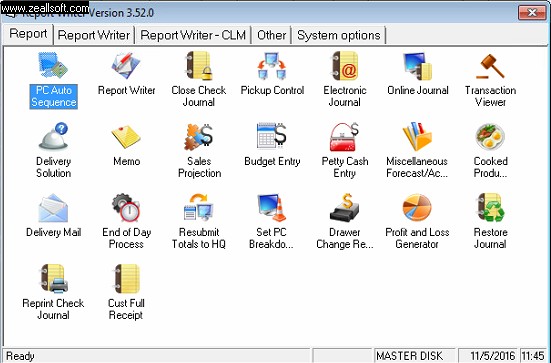 www.zeallsoft.com
Report Writer Version 3.52.0
Report Report Writer Report Writer - CLM Other System options
PC Auto Sequence
Report Writer
Close Check Journal
Pickup Control
Electronic Journal
Online Journal
Transaction Viewer
Delivery Solution
Memo
Sales Projection
Budget Entry
Petty Cash Entry
Miscellaneous Forecast/Ac...
Cooked Produ...
Delivery Mail
End of Day Process
Resubmit Totals to HQ
Set PC Breakdo...
Drawer Change Re...
Profit and Loss Generator
Restore Journal
Reprint Check Journal
Cust Full Receipt
Ready MASTER DISK 11/5/2016 11:45